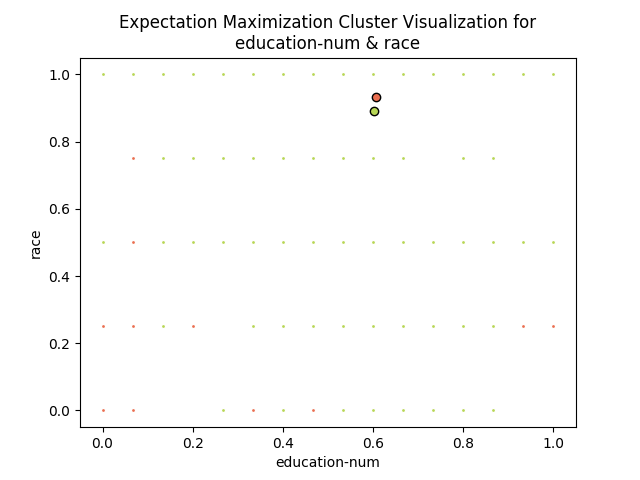 Expectation Maximization Cluster Visualization for
education-num & race
1.0
0.8
0.6
0.4
0.2
0.0
race
0.0 0.2 0.4 0.6 0.8 1.0
education-num